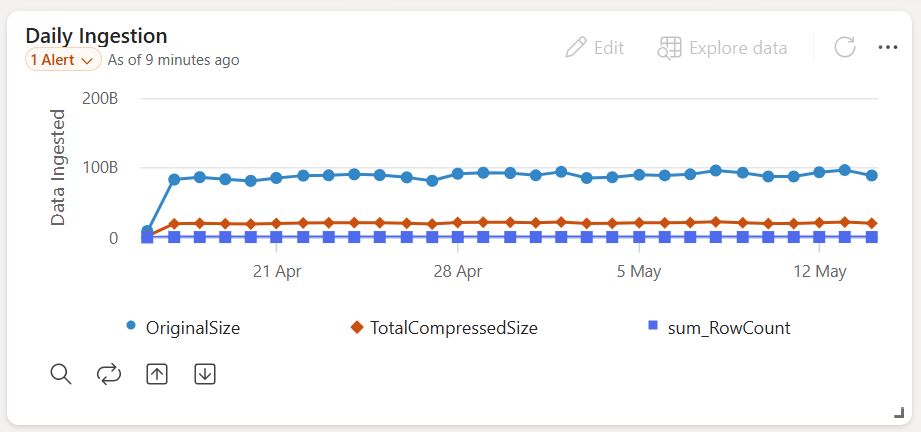 Daily Ingestion
1 Alert As of 9 minutes ago
Edit
Explore data
200B
100B
0
Data Ingested
21 Apr
28 Apr
5 May
12 May
OriginalSize
TotalCompressedSize
sum_RowCount